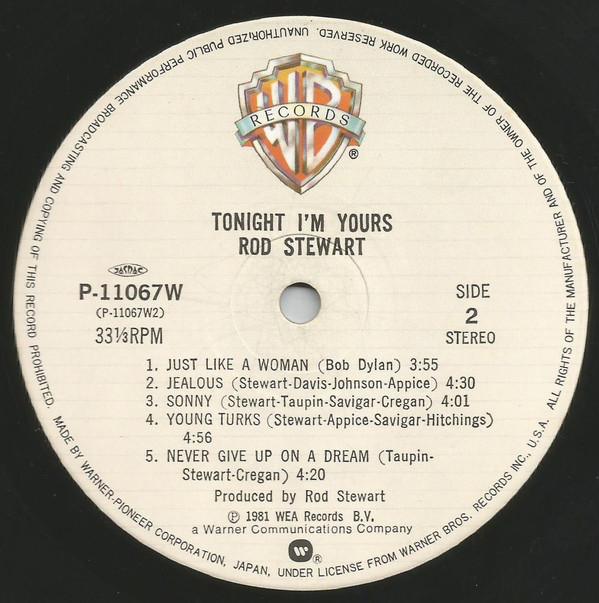 WB
RECORDS
®
TONIGHT I'M YOURS
ROD STEWART
JASRAC
P-11067W
(P-11067W2)
33⅓RPM
SIDE
2
STEREO
1. JUST LIKE A WOMAN (Bob Dylan) 3:55
2. JEALOUS (Stewart-Davis-Johnson-Appice) 4:30
3. SONNY (Stewart-Taupin-Savigar-Cregan) 4:01
4. YOUNG TURKS (Stewart-Appice-Savigar-Hitchings)
4:56
5. NEVER GIVE UP ON A DREAM (Taupin-
Stewart-Cregan) 4:20
Produced by Rod Stewart
℗ 1981 WEA Records B.V.
a Warner Communications Company
®
MADE BY WARNER-PIONEER CORPORATION, JAPAN, UNDER LICENSE FROM WARNER BROS. RECORDS INC., U.S.A. ALL RIGHTS OF THE MANUFACTURER AND OF THE OWNER OF THE RECORDED WORK RESERVED. UNAUTHORIZED PUBLIC PERFORMANCE BROADCASTING AND COPYING OF THIS RECORD PROHIBITED.